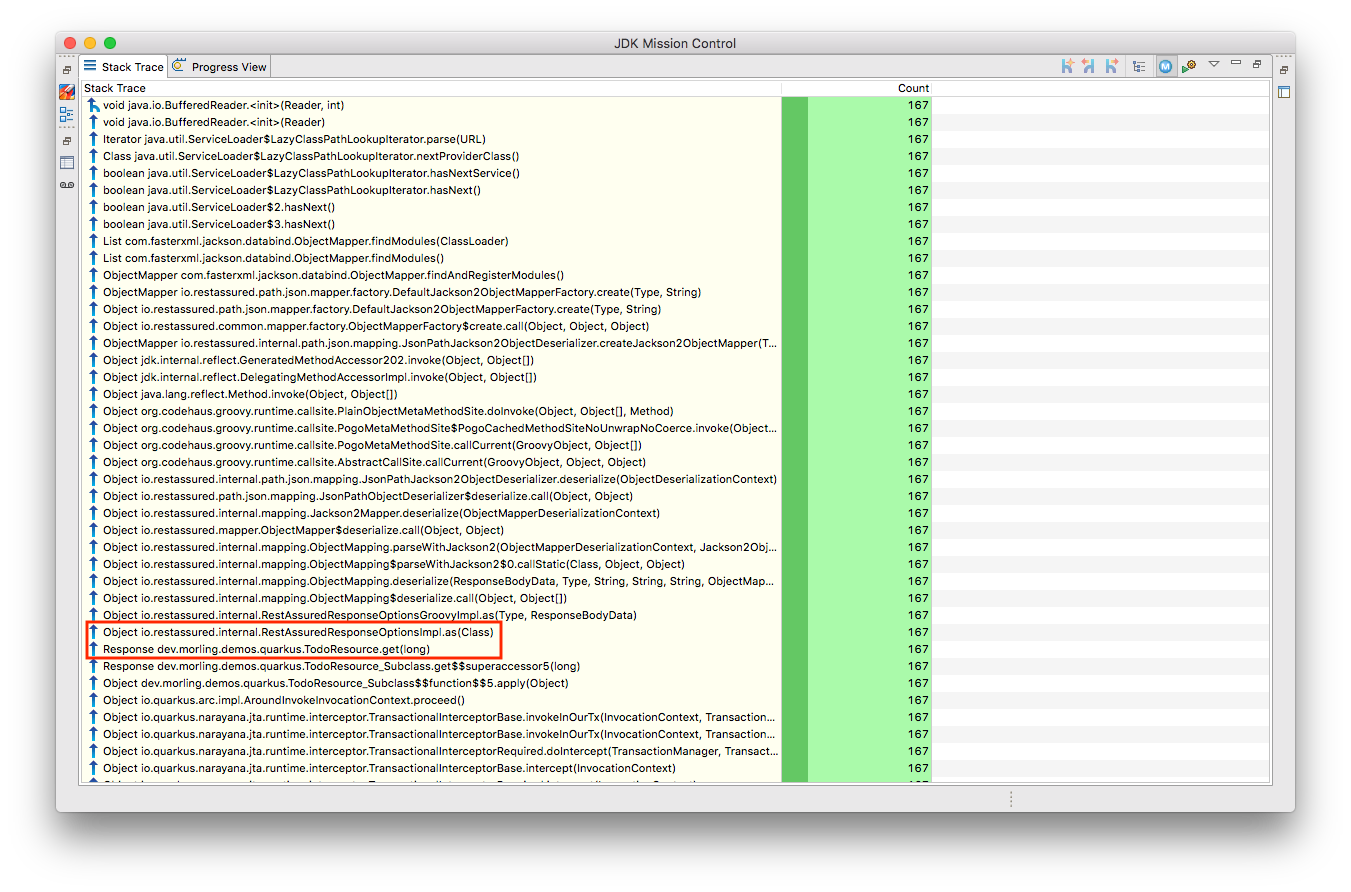 JDK Mission Control
Stack Trace Progress View
Stack Trace Count
void java.io.BufferedReader.<init>(Reader, int) 167
void java.io.BufferedReader.<init>(Reader) 167
Iterator java.util.ServiceLoader$LazyClassPathLookupIterator.parse(URL) 167
Class java.util.ServiceLoader$LazyClassPathLookupIterator.nextProviderClass() 167
boolean java.util.ServiceLoader$LazyClassPathLookupIterator.hasNextService() 167
boolean java.util.ServiceLoader$LazyClassPathLookupIterator.hasNext() 167
boolean java.util.ServiceLoader$2.hasNext() 167
boolean java.util.ServiceLoader$3.hasNext() 167
List com.fasterxml.jackson.databind.ObjectMapper.findModules(ClassLoader) 167
List com.fasterxml.jackson.databind.ObjectMapper.findModules() 167
ObjectMapper com.fasterxml.jackson.databind.ObjectMapper.findAndRegisterModules() 167
ObjectMapper io.restassured.path.json.mapper.factory.DefaultJackson2ObjectMapperFactory.create(Type, String) 167
Object io.restassured.path.json.mapper.factory.DefaultJackson2ObjectMapperFactory.create(Type, String) 167
Object io.restassured.common.mapper.factory.ObjectMapperFactory$create.call(Object, Object, Object) 167
ObjectMapper io.restassured.internal.path.json.mapping.JsonPathJackson2ObjectDeserializer.createJackson2ObjectMapper(T... 167
Object jdk.internal.reflect.GeneratedMethodAccessor202.invoke(Object, Object[]) 167
Object jdk.internal.reflect.DelegatingMethodAccessorImpl.invoke(Object, Object[]) 167
Object java.lang.reflect.Method.invoke(Object, Object[]) 167
Object org.codehaus.groovy.runtime.callsite.PlainObjectMetaMethodSite.doInvoke(Object, Object[], Method) 167
Object org.codehaus.groovy.runtime.callsite.PogoMetaMethodSite$PogoCachedMethodSiteNoUnwrapNoCoerce.invoke(Object... 167
Object org.codehaus.groovy.runtime.callsite.PogoMetaMethodSite.callCurrent(GroovyObject, Object[]) 167
Object org.codehaus.groovy.runtime.callsite.AbstractCallSite.callCurrent(GroovyObject, Object, Object) 167
Object io.restassured.internal.path.json.mapping.JsonPathJackson2ObjectDeserializer.deserialize(ObjectDeserializationContext) 167
Object io.restassured.path.json.mapping.JsonPathObjectDeserializer$deserialize.call(Object, Object) 167
Object io.restassured.internal.mapping.Jackson2Mapper.deserialize(ObjectMapperDeserializationContext) 167
Object io.restassured.mapper.ObjectMapper$deserialize.call(Object, Object) 167
Object io.restassured.internal.mapping.ObjectMapping.parseWithJackson2(ObjectMapperDeserializationContext, Jackson2Obj... 167
Object io.restassured.internal.mapping.ObjectMapping$parseWithJackson2$0.callStatic(Class, Object, Object) 167
Object io.restassured.internal.mapping.ObjectMapping.deserialize(ResponseBodyData, Type, String, String, String, ObjectMap... 167
Object io.restassured.internal.mapping.ObjectMapping$deserialize.call(Object, Object[]) 167
Object io.restassured.internal.RestAssuredResponseOptionsGroovyImpl.as(Type, ResponseBodyData) 167
Object io.restassured.internal.RestAssuredResponseOptionsImpl.as(Class) 167
Response dev.morling.demos.quarkus.TodoResource.get(long) 167
Response dev.morling.demos.quarkus.TodoResource_Subclass.get$$superaccessor5(long) 167
Object dev.morling.demos.quarkus.TodoResource_Subclass$$function$$5.apply(Object) 167
Object io.quarkus.arc.impl.AroundInvokeInvocationContext.proceed() 167
Object io.quarkus.narayana.jta.runtime.interceptor.TransactionalInterceptorBase.invokeInOurTx(InvocationContext, Transaction... 167
Object io.quarkus.narayana.jta.runtime.interceptor.TransactionalInterceptorBase.invokeInOurTx(InvocationContext, Transaction... 167
Object io.quarkus.narayana.jta.runtime.interceptor.TransactionalInterceptorRequired.doIntercept(TransactionManager, Transact... 167
Object io.quarkus.narayana.jta.runtime.interceptor.TransactionalInterceptorBase.intercept(InvocationContext) 167